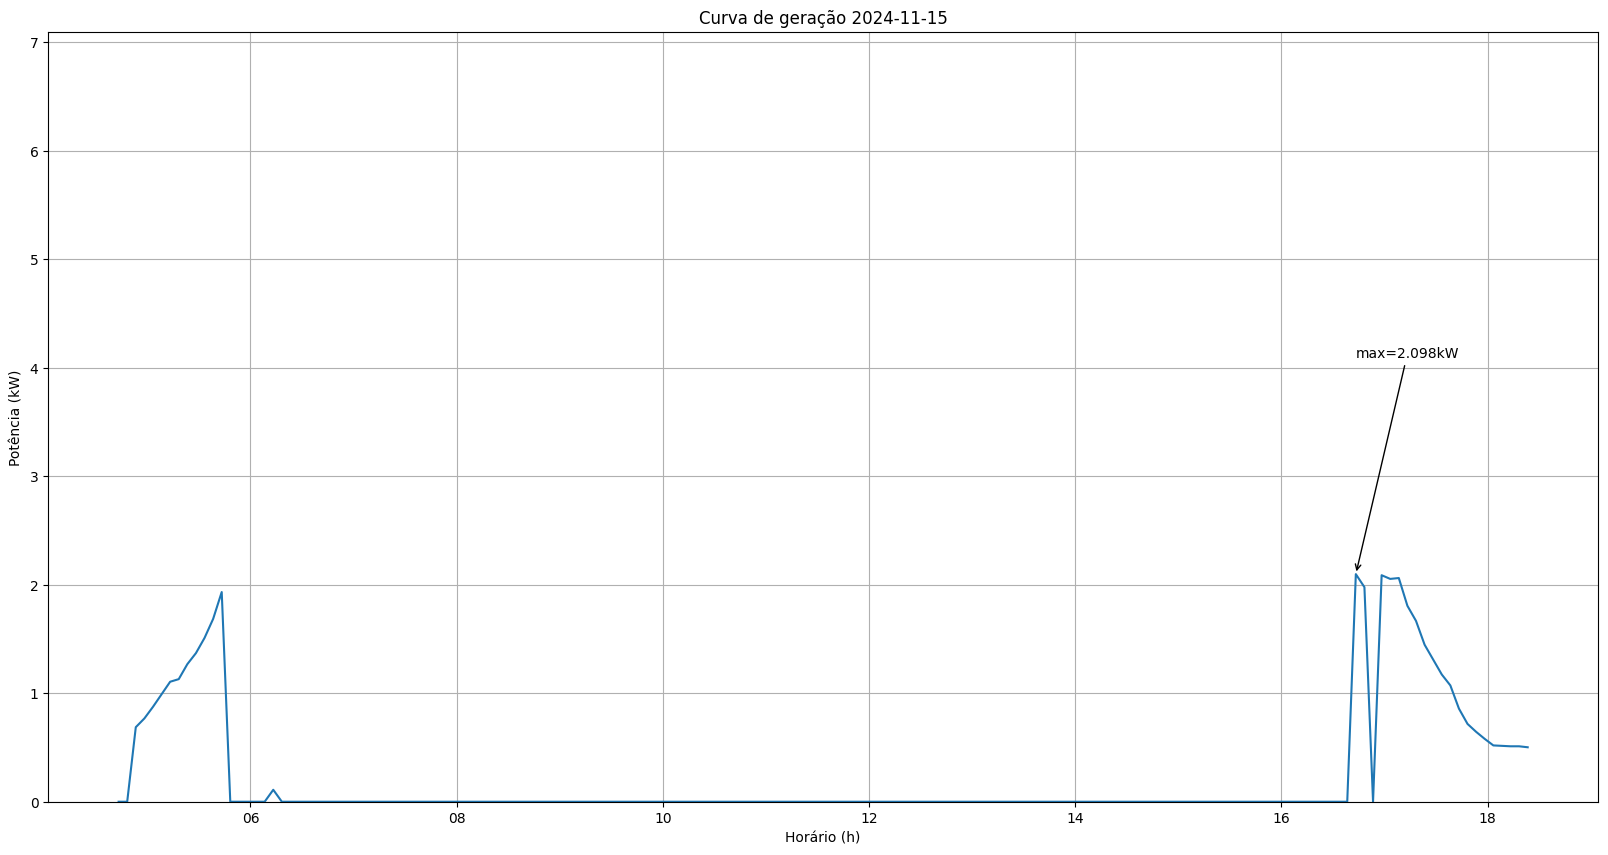 Curva de geração 2024-11-15
7
6
5
4
3
2
1
0
Potência (kW)
max=2.098kW
06 08 10 12 14 16 18
Horário (h)